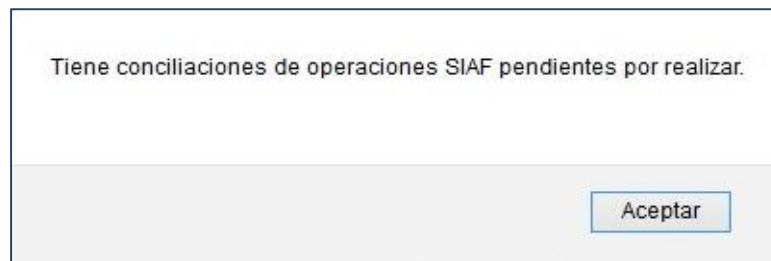 Tiene conciliaciones de operaciones SIAF pendientes por realizar.
Aceptar